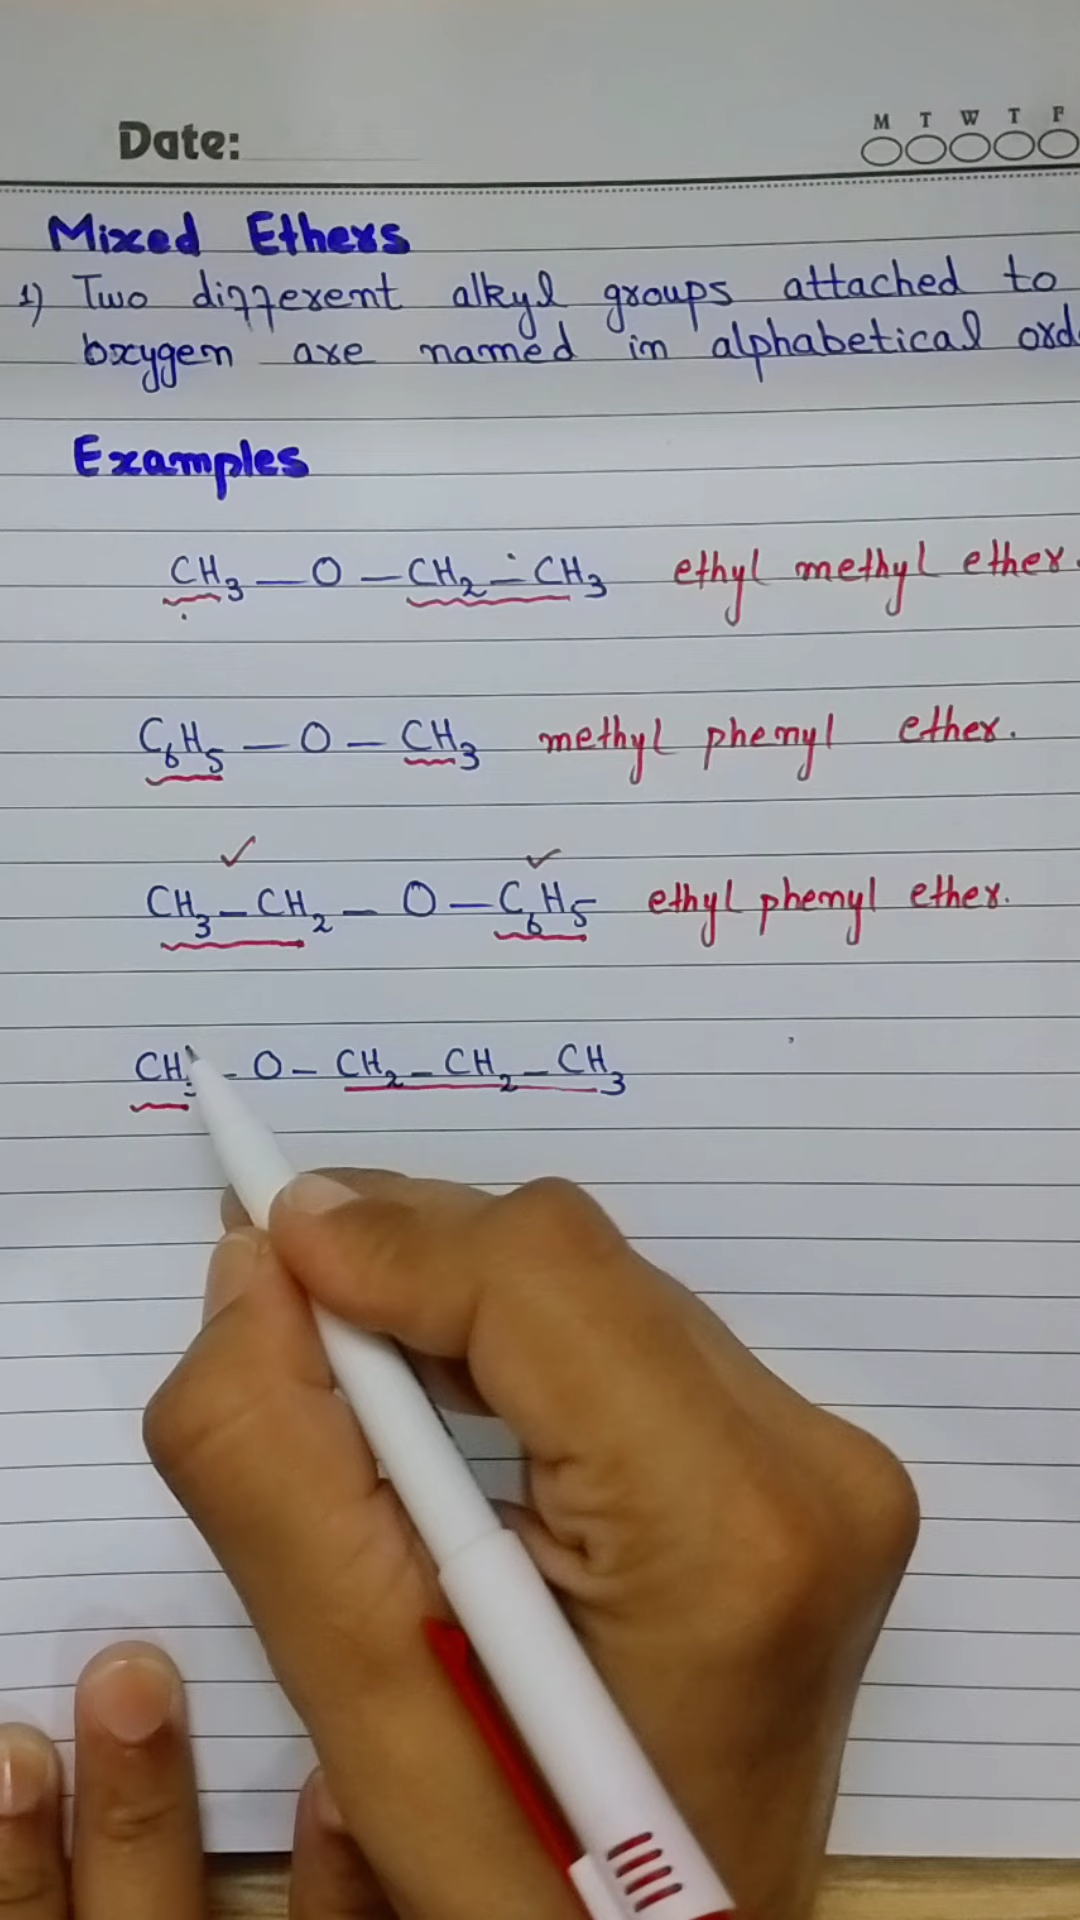 Date:
M T W T F
Mixed Ethers
1) Two different alkyl groups attached to
oxygen are named in alphabetical ord
Examples
CH3 — O — CH2 — CH3 ethyl methyl ether.
C6H5 — O — CH3 methyl phenyl ether.
CH3 — CH2 — O — C6H5 ethyl phenyl ether.
CH3 - O - CH2 - CH2 - CH3